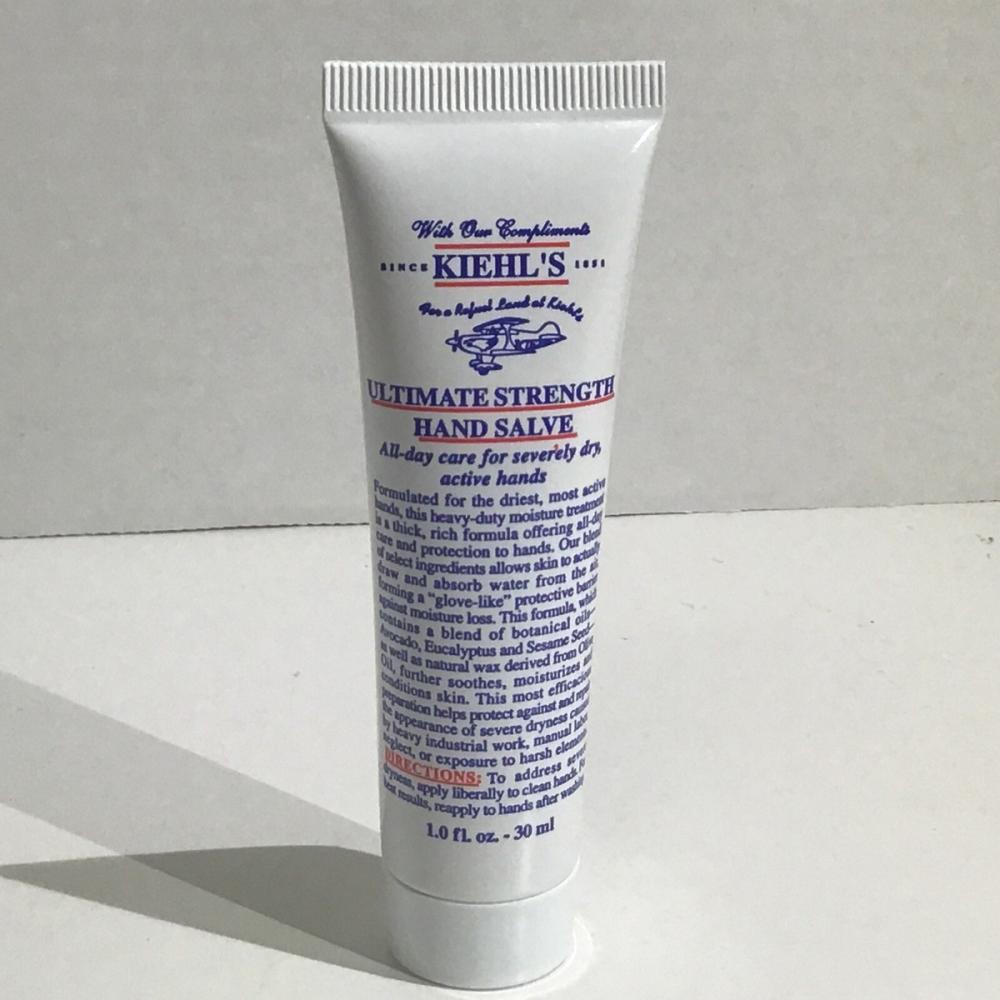 With Our Compliments
SINCE KIEHL'S 1851
For a Refuel Land at Kiehl's
ULTIMATE STRENGTH
HAND SALVE
All-day care for severely dry,
active hands
Formulated for the driest, most active
hands, this heavy-duty moisture treatment
is a thick, rich formula offering all-day
care and protection to hands. Our blend
of select ingredients allows skin to actually
draw and absorb water from the air,
forming a “glove-like” protective barrier
against moisture loss. This formula, which
contains a blend of botanical oils—
Avocado, Eucalyptus and Sesame Seed—
as well as natural wax derived from Olive
Oil, further soothes, moisturizes and
conditions skin. This most efficacious
preparation helps protect against and repair
the appearance of severe dryness caused
by heavy industrial work, manual labor,
neglect, or exposure to harsh elements.
DIRECTIONS: To address severe
dryness, apply liberally to clean hands. For
best results, reapply to hands after washing.
1.0 fl. oz. - 30 ml